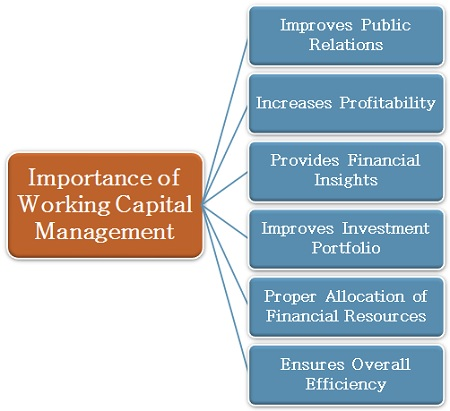 Importance of
Working Capital
Management
Improves Public
Relations
Increases Profitability
Provides Financial
Insights
Improves Investment
Portfolio
Proper Allocation of
Financial Resources
Ensures Overall
Efficiency